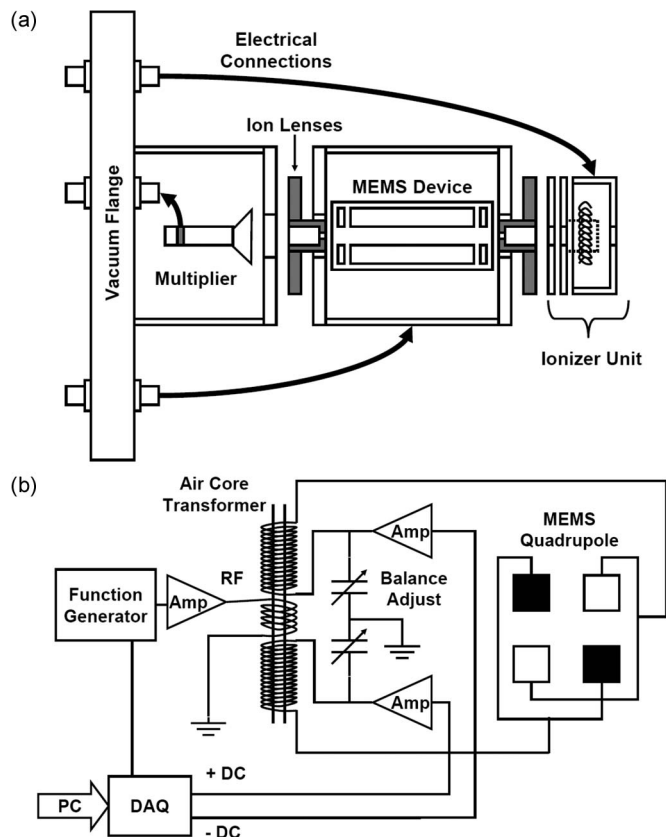 (a)
Electrical
Connections
Ion Lenses
MEMS Device
Vacuum Flange
Multiplier
Ionizer Unit
(b)
Air Core
Transformer
MEMS
Quadrupole
Amp
RF
Function
Generator
Amp
Balance
Adjust
Amp
+ DC
PC
DAQ
- DC